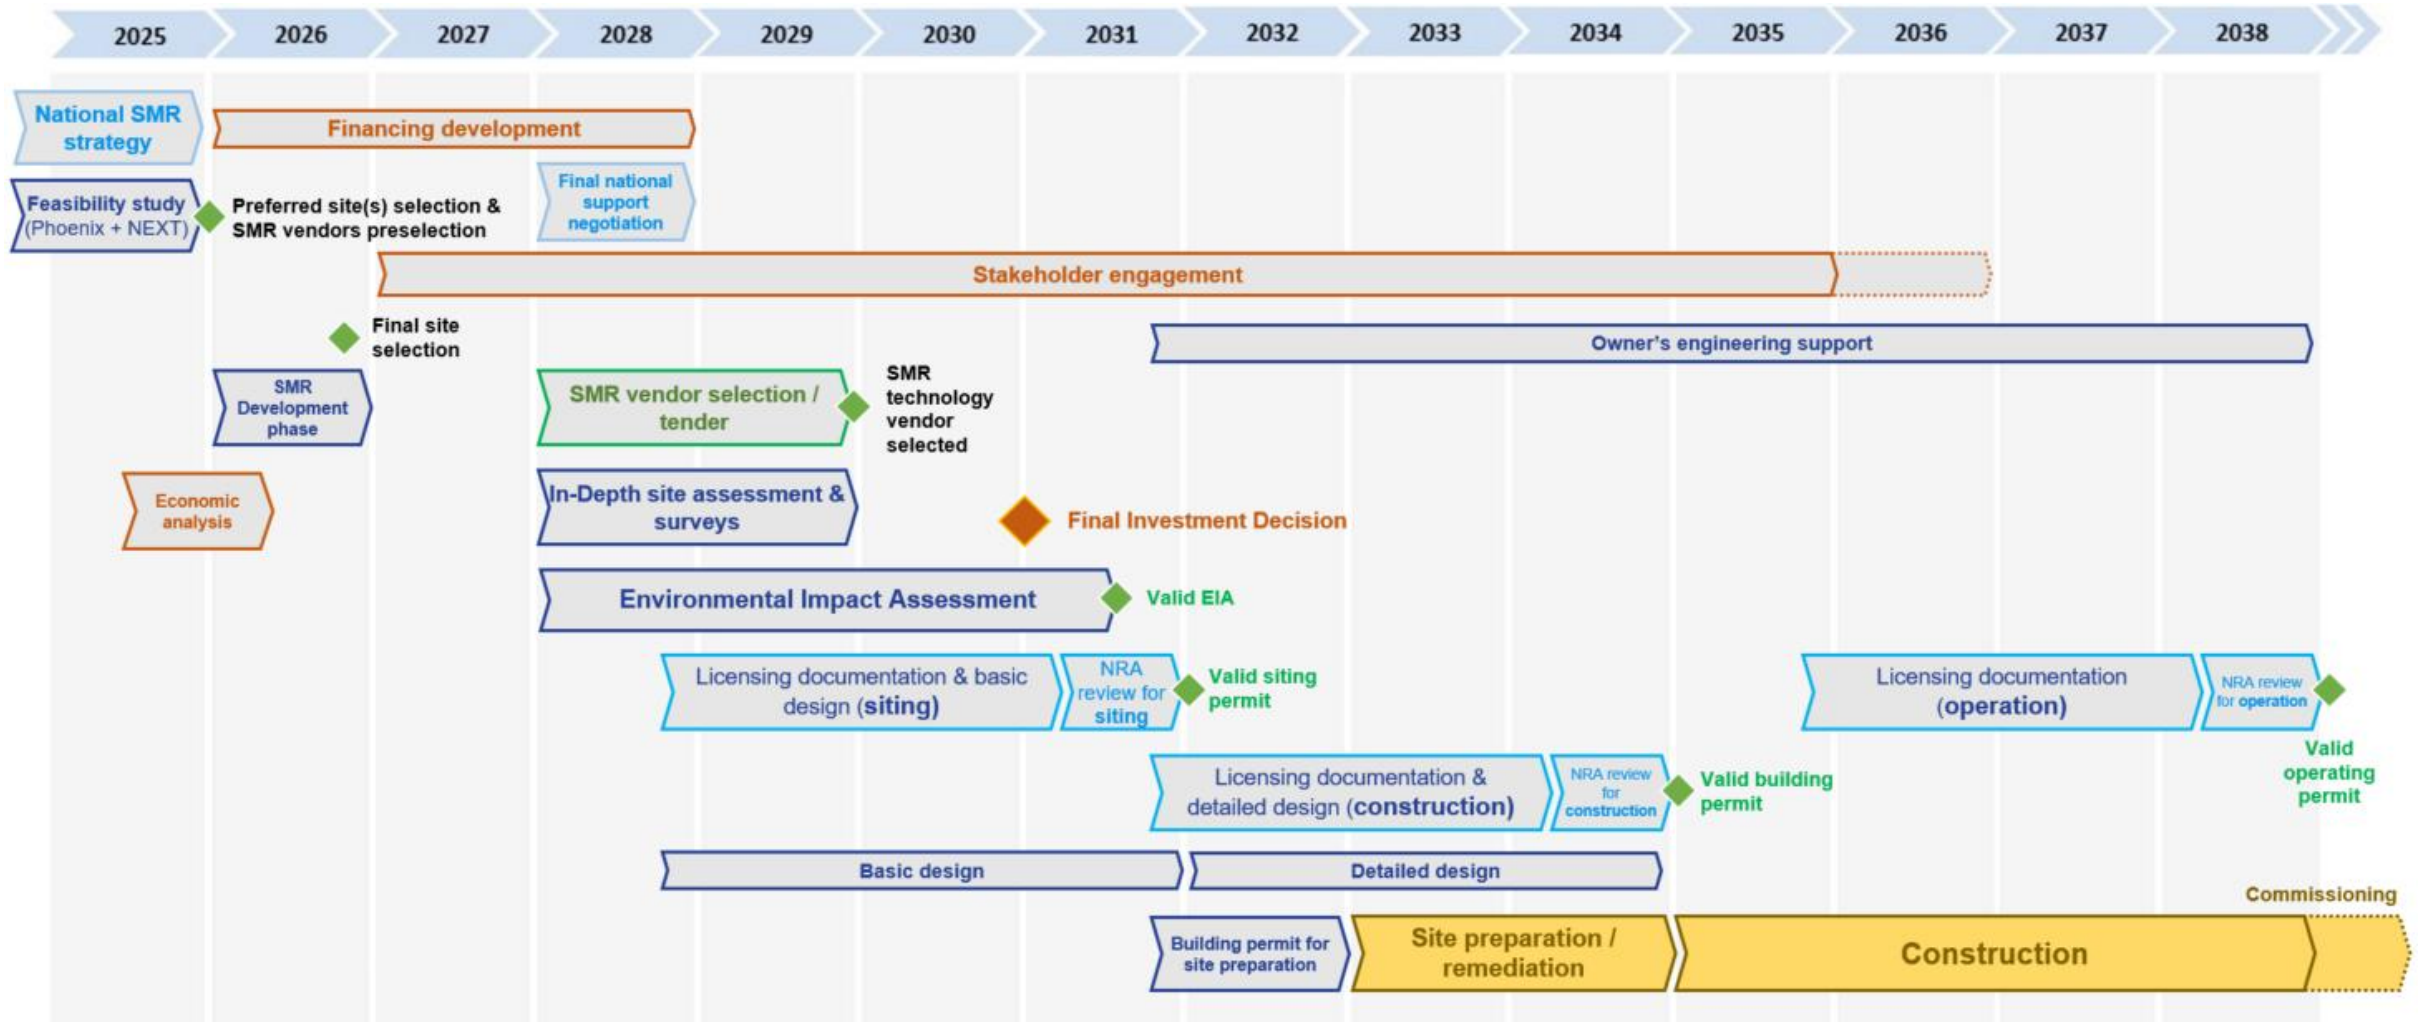 2025 2026 2027 2028 2029 2030 2031 2032 2033 2034 2035 2036 2037 2038
National SMR
strategy
Financing development
Feasibility study
(Phoenix + NEXT)
Preferred site(s) selection &
SMR vendors preselection
Final national
support
negotiation
Stakeholder engagement
Final site
selection
Owner's engineering support
SMR
Development
phase
SMR vendor selection /
tender
SMR
technology
vendor
selected
Economic
analysis
In-Depth site assessment &
surveys
Final Investment Decision
Environmental Impact Assessment
Valid EIA
Licensing documentation & basic
design (siting)
NRA
review for
siting
Valid siting
permit
Licensing documentation
(operation)
NRA review
for operation
Valid
operating
permit
Licensing documentation &
detailed design (construction)
NRA review
for
construction
Valid building
permit
Basic design
Detailed design
Commissioning
Building permit for
site preparation
Site preparation /
remediation
Construction